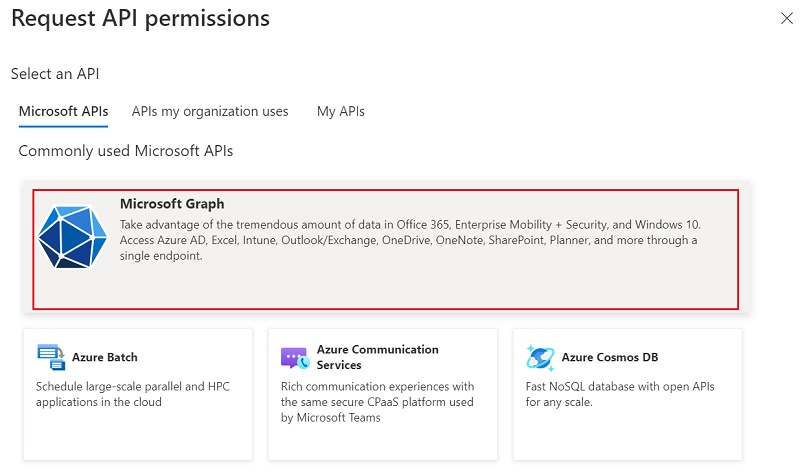 Request API permissions
Select an API
Microsoft APIs
APIs my organization uses
My APIs
Commonly used Microsoft APIs
Microsoft Graph
Take advantage of the tremendous amount of data in Office 365, Enterprise Mobility + Security, and Windows 10.
Access Azure AD, Excel, Intune, Outlook/Exchange, OneDrive, OneNote, SharePoint, Planner, and more through a
single endpoint.
Azure Batch
Schedule large-scale parallel and HPC
applications in the cloud
Azure Communication
Services
Rich communication experiences with
the same secure CPaaS platform used
by Microsoft Teams
Azure Cosmos DB
Fast NoSQL database with open APIs
for any scale.